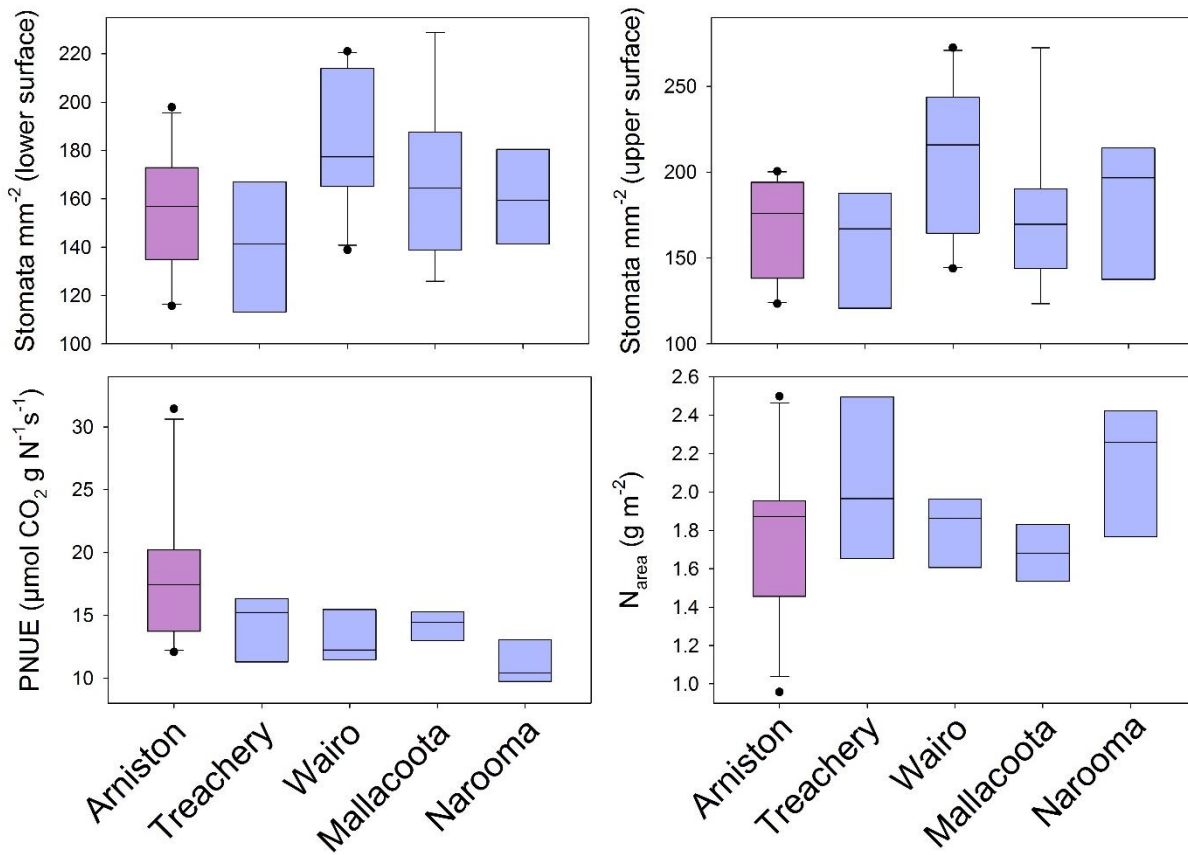 Stomata mm⁻² (lower surface)
220
200
180
160
140
120
100
Stomata mm⁻² (upper surface)
250
200
150
100
PNUE (µmol CO₂ g N⁻¹s⁻¹)
30
25
20
15
10
N_area (g m⁻²)
2.6
2.4
2.2
2.0
1.8
1.6
1.4
1.2
1.0
Arniston
Treachery
Wairo
Mallacoota
Narooma
Arniston
Treachery
Wairo
Mallacoota
Narooma